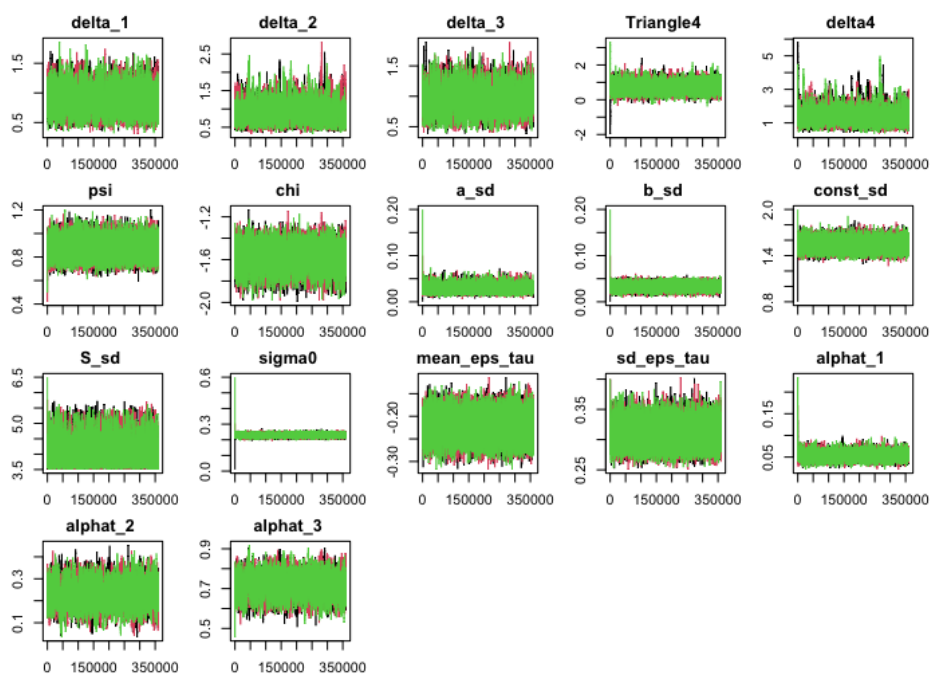 delta_1 delta_2 delta_3 Triangle4 delta4
0.5 1.5
0.5 1.5 2.5
0.5 1.5
-2 0 2
1 3 5
0 150000 350000 0 150000 350000 0 150000 350000 0 150000 350000 0 150000 350000
psi chi a_sd b_sd const_sd
0.4 0.8 1.2
-2.0 -1.6 -1.2
0.00 0.10 0.20
0.00 0.10 0.20
0.8 1.4 2.0
0 150000 350000 0 150000 350000 0 150000 350000 0 150000 350000 0 150000 350000
S_sd sigma0 mean_eps_tau sd_eps_tau alphat_1
3.5 5.0 6.5
0.0 0.3 0.6
-0.30 -0.20
0.25 0.35
0.05 0.15
0 150000 350000 0 150000 350000 0 150000 350000 0 150000 350000 0 150000 350000
alphat_2 alphat_3
0.1 0.3
0.5 0.7 0.9
0 150000 350000 0 150000 350000